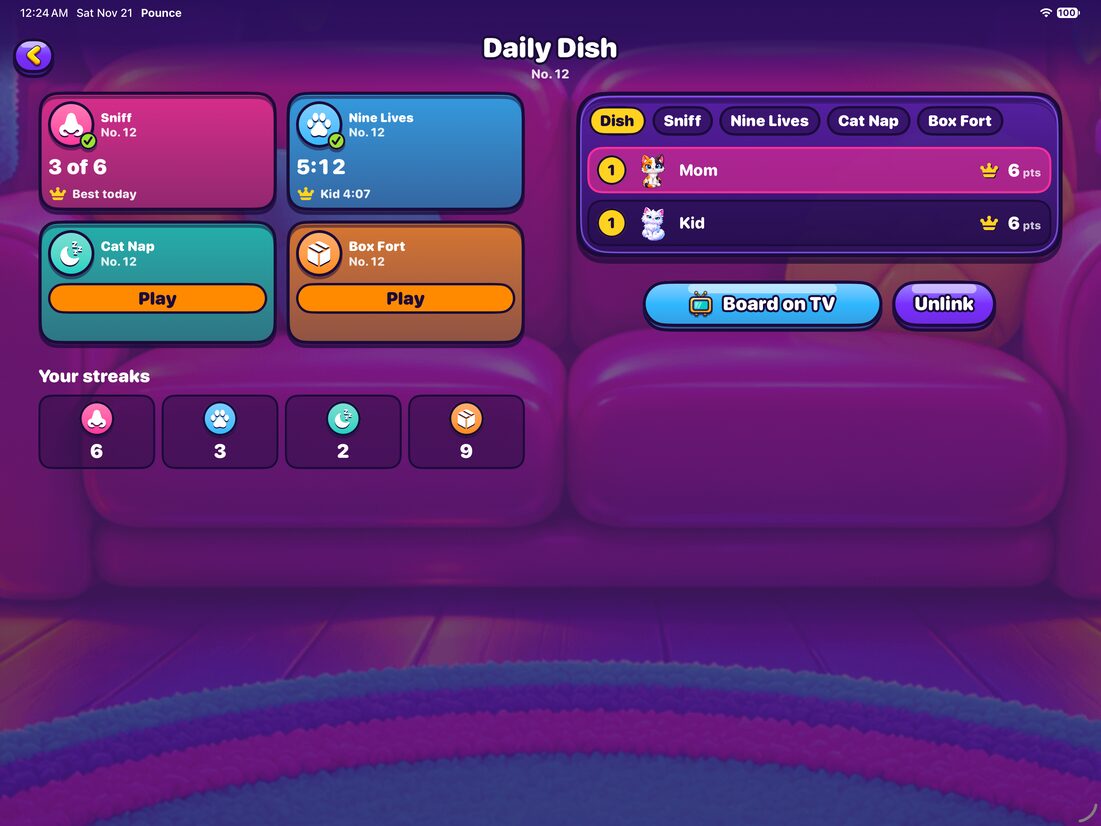 12:24 AM Sat Nov 21 Pounce
100
Daily Dish
No. 12
Sniff
No. 12
3 of 6
Best today
Nine Lives
No. 12
5:12
Kid 4:07
Cat Nap
No. 12
Play
Box Fort
No. 12
Play
Your streaks
6
3
2
9
Dish Sniff Nine Lives Cat Nap Box Fort
1 Mom 6 pts
1 Kid 6 pts
Board on TV
Unlink